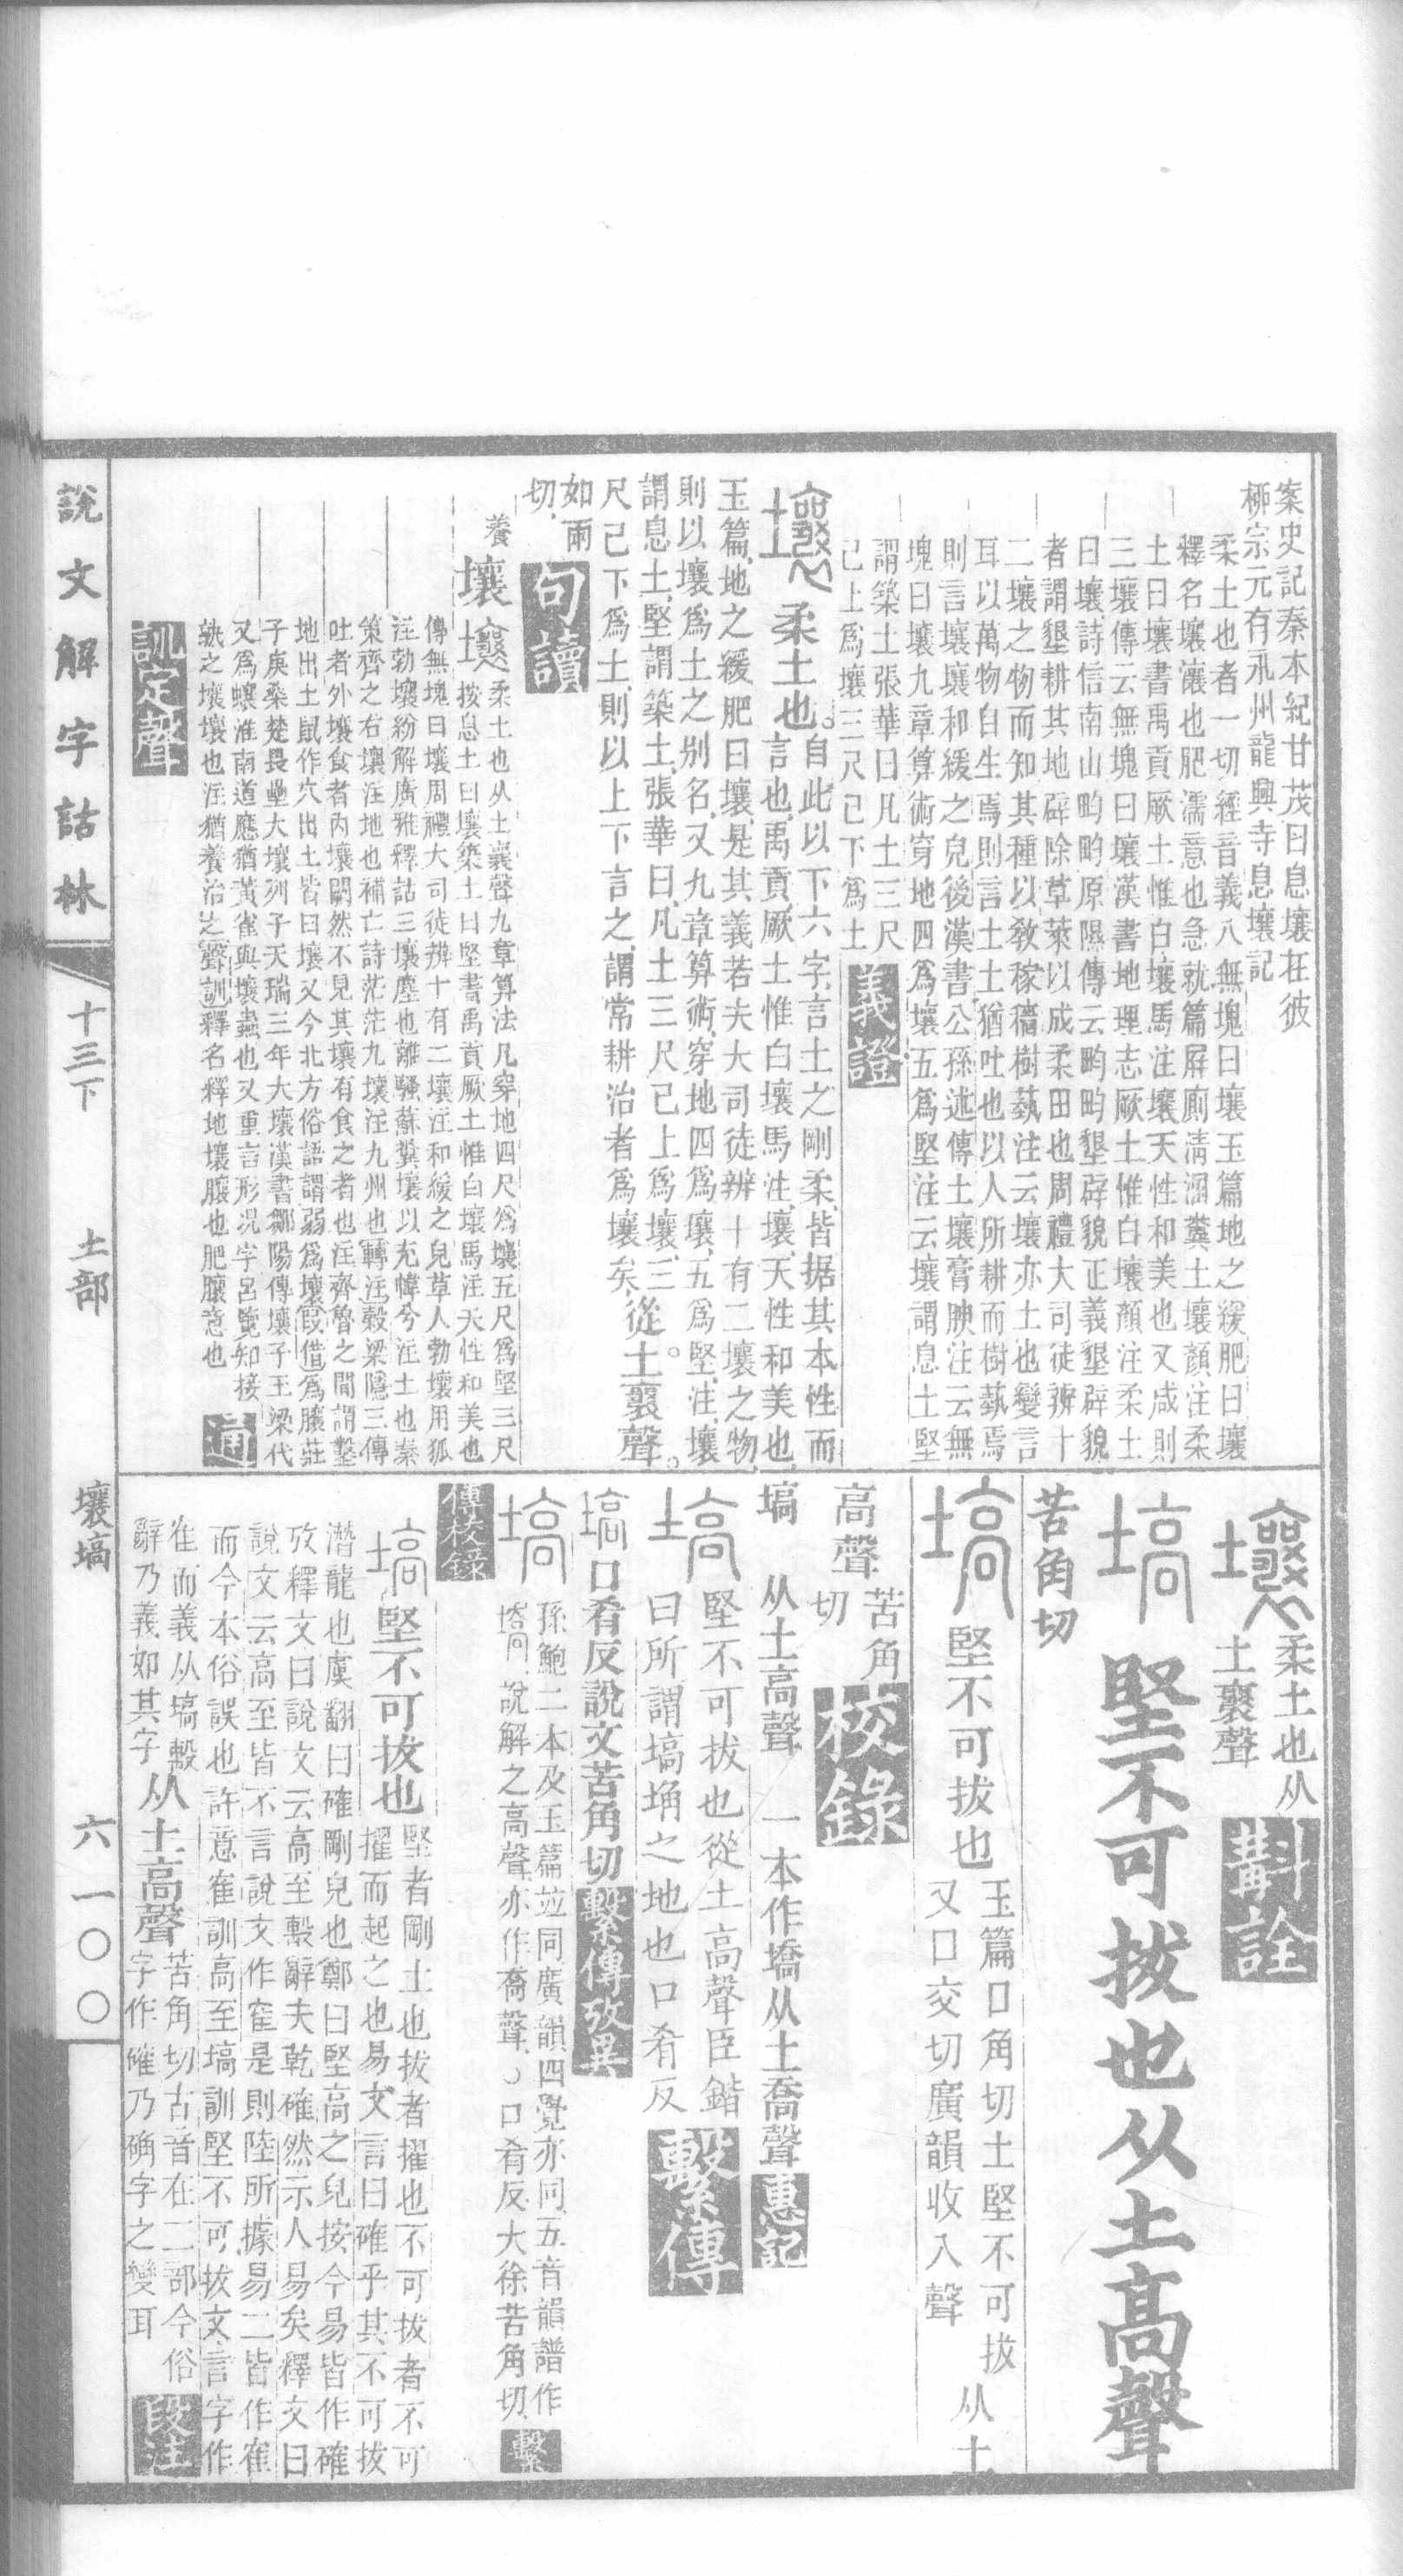 案史記秦本紀甘茂曰息壤在彼
柳宗元有永州龍興寺息壤記
柔土也者一切經音義八無塊曰壤玉篇地之緩肥曰壤
釋名壤瀼也肥濡意也急就篇屏廁凊溷糞土壤顏注柔
土曰壤書禹貢厥土惟白壤馬注壤天性和美也又咸則
三壤傳云無塊曰壤漢書地理志厥土惟白壤顏注柔土
曰壤詩信南山畇畇原隰傳云畇畇墾辟貌正義墾辟貌
者謂墾耕其地辟除草萊以成柔田也周禮大司徒辨十
二壤之物而知其種以敎稼穡樹蓺注云壤亦土也變言
耳以萬物自生焉則言土土猶吐也以人所耕而樹蓺焉
則言壤壤和緩之皃後漢書公孫述傳土壤膏腴注云無
塊曰壤九章算術穿地四爲壤五爲堅注云壤謂息土堅
謂築土張華曰凡土三尺
己上爲壤三尺己下爲土
義證
壤
柔土也。
自此以下六字言土之剛柔皆据其本性而
言也禹貢厥土惟白壤馬注壤天性和美也
玉篇地之緩肥曰壤是其義若夫大司徒辨十有二壤之物
則以壤爲土之別名又九章算術穿地四爲壤五爲堅注壤
謂息土堅謂築土張華曰凡土三尺己上爲壤三
尺己下爲土則以上下言之謂常耕治者爲壤矣
從土襄聲。
如兩
切
句讀
養
壤
壤
柔土也从土襄聲九章算法凡穿地四尺爲壤五尺爲堅三尺
按息土曰壤築土曰堅書禹貢厥土惟白壤馬注天性和美也
傳無塊曰壤周禮大司徒辨十有二壤注和緩之皃草人勃壤用狐
注勃壤紛解廣雅釋詁三壤塵也離騷蘇糞壤以充幃兮注土也秦
策齊之右壤注地也補亡詩茫茫九壤注九州也轉注穀梁隱三傳
吐者外壤食者內壤闕然不見其壤有食之者也注齊魯之間謂鑿
地出土鼠作穴出土皆曰壤又今北方俗語謂弱爲壤叚借爲釀莊
子庚桑楚畏壘大壤列子天瑞三年大壤漢書鄒陽傳壤子王梁代
又爲蠰淮南道應猶黃雀與壤蟲也又重言形况字呂覽知接
孰之壤壤也注猶養治之聲訓釋名釋地壤瀼也肥瀼意也
通
訓定聲
壤
柔土也从
土襄聲
斠詮
塙
堅不可拔也从土高聲
苦角切
塙
堅不可拔也
玉篇口角切土堅不可拔
又口交切廣韻收入聲
从土
高聲
苦角
切
校錄
塙
从土高聲
一本作墧从土喬聲
惠記
塙
堅不可拔也從土高聲臣鍇
曰所謂塙埆之地也口肴反
繫傳
塙口肴反說文苦角切
繫傳攷異
塙
孫鮑二本及玉篇竝同廣韻四覺亦同五音韻譜作
塙說解之高聲亦作喬聲、口肴反大徐苦角切
繫
傳校錄
塙
堅不可拔也
堅者剛土也拔者擢也不可拔者不可
擢而起之也易文言曰確乎其不可拔
潛龍也虞翻曰確剛皃也鄭曰堅高之皃按今易皆作確
攷釋文曰說文云高至繫辭夫乾確然示人易矣釋文曰
說文云高至皆不言說文作隺是則陸所據易二皆作隺
而今本俗誤也許意隺訓高至塙訓堅不可拔文言字作
隺而義从塙繫
辭乃義如其字
从土高聲
苦角切古音在二部今俗
字作確乃确字之變耳
段注
說文解字詁林
十三下
土部
壤塙
六一〇〇